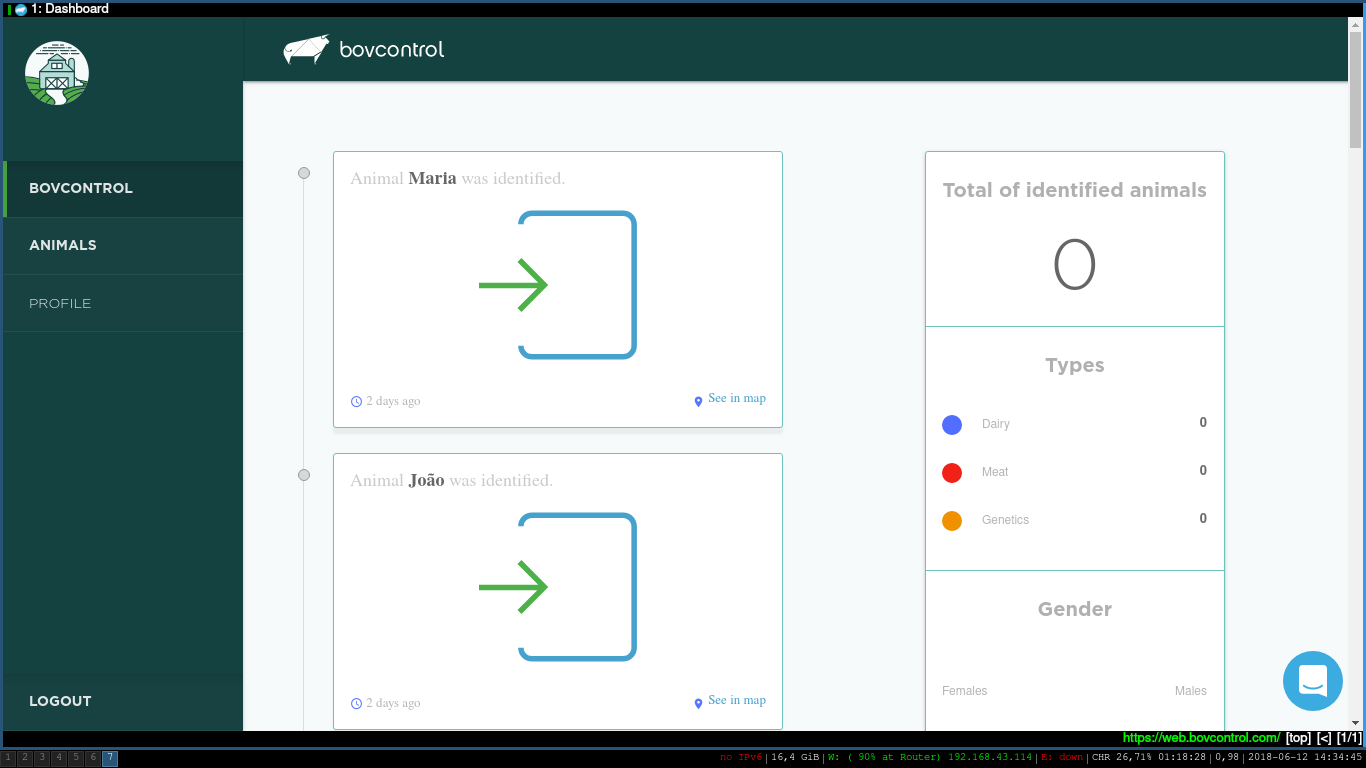 1: Dashboard
bovcontrol
BOVCONTROL
ANIMALS
PROFILE
LOGOUT
Animal Maria was identified.
2 days ago
See in map
Animal João was identified.
2 days ago
See in map
Total of identified animals
0
Types
Dairy 0
Meat 0
Genetics 0
Gender
Females Males
https://web.bovcontrol.com/ [top] [<] [1/1]
1 2 3 4 5 6 7
no IPv6|16,4 GiB|W: ( 90% at Router) 192.168.43.114|E: down|CHR 26,71% 01:18:28|0,98|2018-06-12 14:34:45